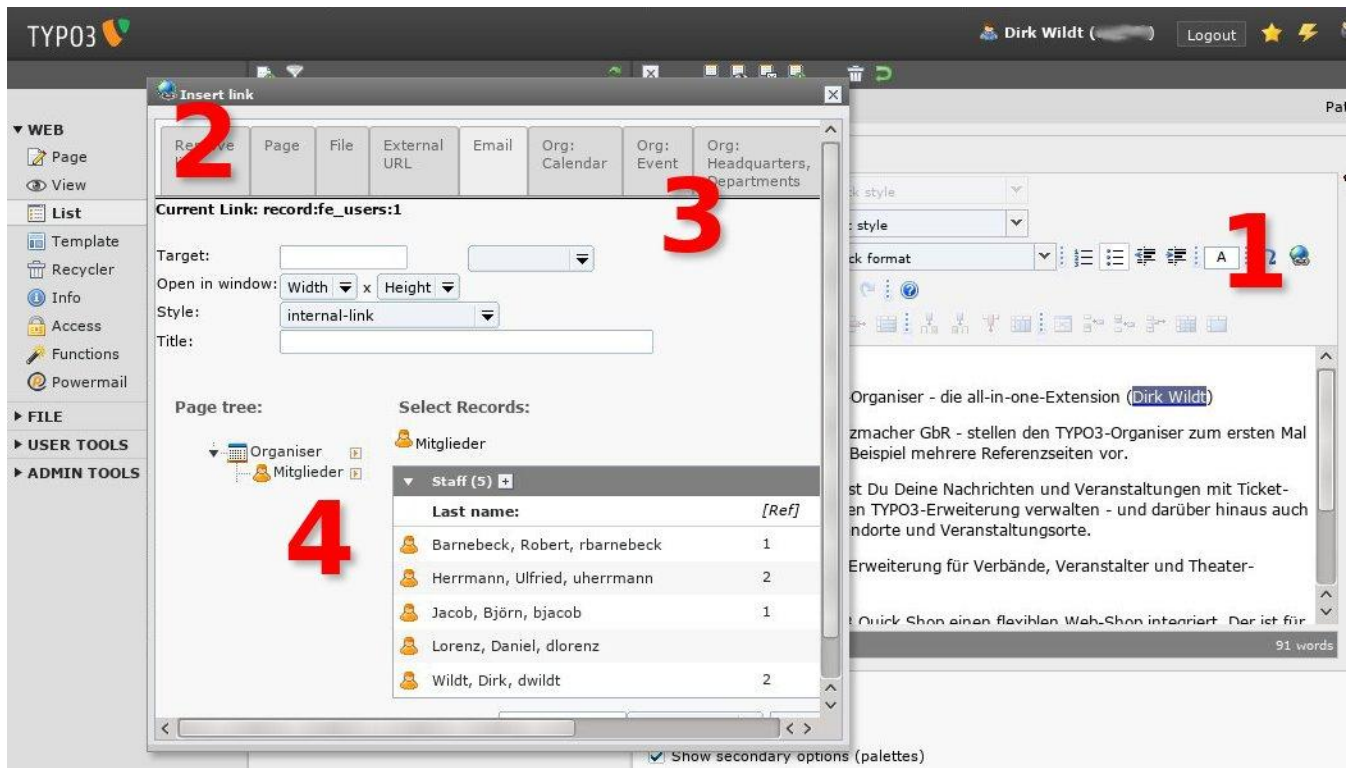 TYPO3
Dirk Wildt (
Logout
Insert link
Pat
WEB
Page
View
List
Template
Recycler
Info
Access
Functions
Powermail
FILE
USER TOOLS
ADMIN TOOLS
2
Page
File
External
URL
Email
Org:
Calendar
Org:
Event
Org:
Headquarters,
Departments
3
Current Link: record:fe_users:1
Target:
Open in window: Width x Height
Style: internal-link
Title:
Page tree:
Organiser
Mitglieder
4
Select Records:
Mitglieder
Staff (5)
Last name: [Ref]
Barnebeck, Robert, rbarnebeck 1
Herrmann, Ulfried, uherrmann 2
Jacob, Björn, bjacob 1
Lorenz, Daniel, dlorenz
Wildt, Dirk, dwildt 2
style
style
format
A
1
Organiser - die all-in-one-Extension (Dirk Wildt)
zmacher GbR - stellen den TYPO3-Organiser zum ersten Mal
Beispiel mehrere Referenzseiten vor.
st Du Deine Nachrichten und Veranstaltungen mit Ticket-
en TYPO3-Erweiterung verwalten - und darüber hinaus auch
ndorte und Veranstaltungsorte.
Erweiterung für Verbände, Veranstalter und Theater-
Quick Shop einen flexiblen Web-Shop integriert. Der ist für
91 words
Show secondary options (palettes)